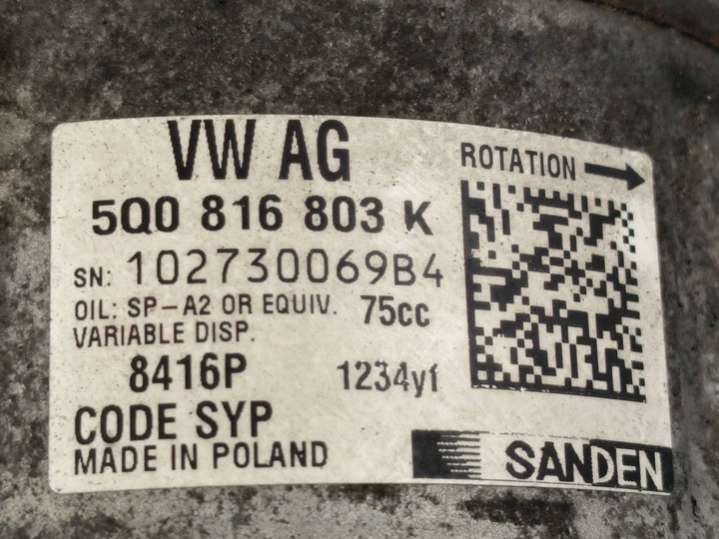 VW AG
ROTATION
5Q0 816 803 K
SN: 102730069B4
OIL: SP-A2 OR EQUIV. 75cc
VARIABLE DISP.
8416P 1234yf
CODE SYP
MADE IN POLAND
SANDEN